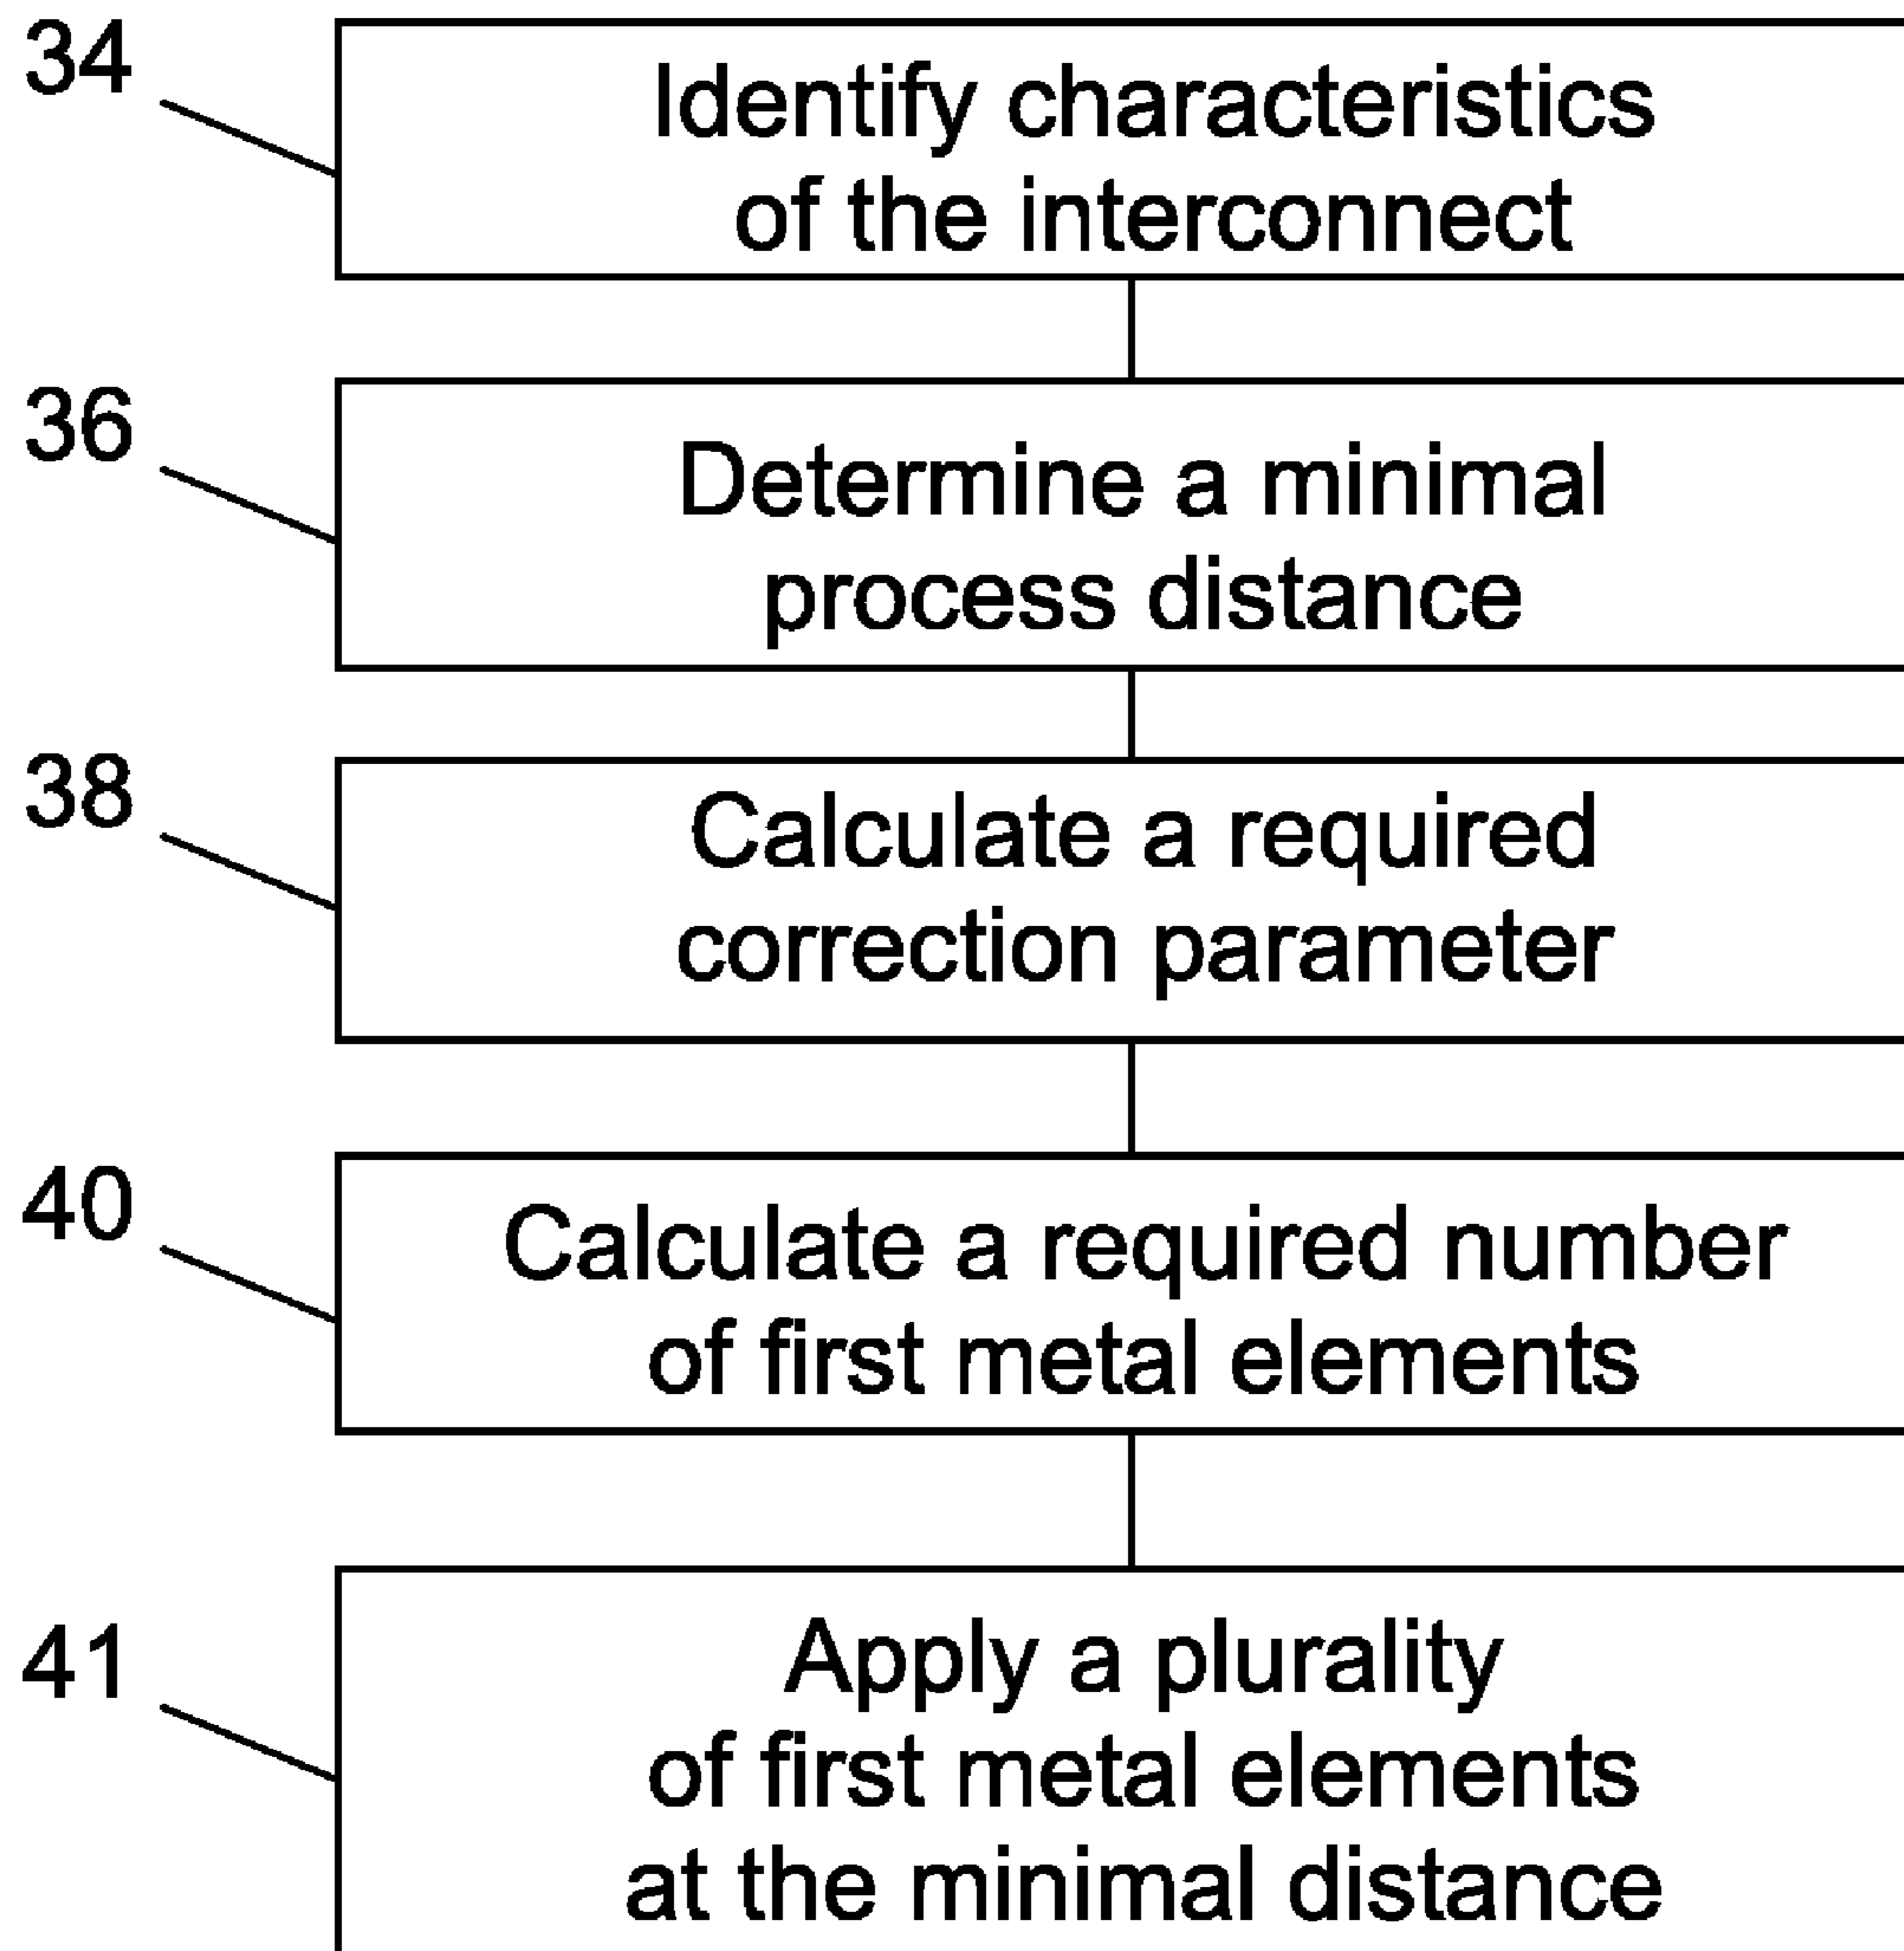 34
Identify characteristics
of the interconnect
36
Determine a minimal
process distance
38
Calculate a required
correction parameter
40
Calculate a required number
of first metal elements
41
Apply a plurality
of first metal elements
at the minimal distance